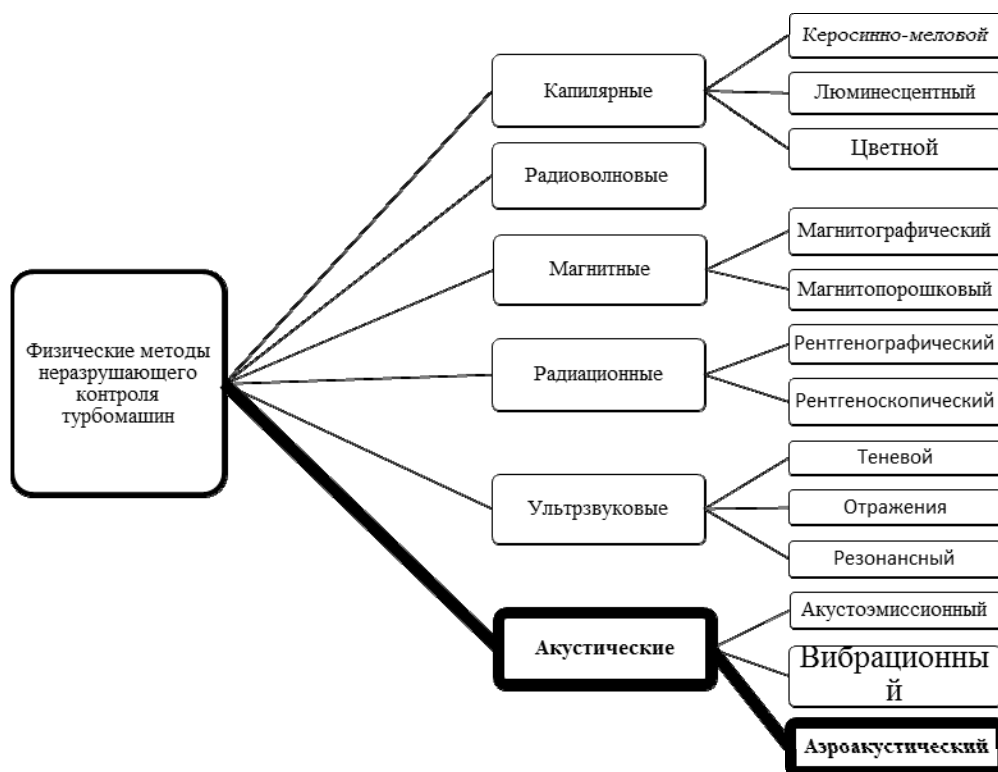 Физические методы
неразрушающего
контроля
турбомашин
Капилярные
Керосинно-меловой
Люминесцентный
Цветной
Радиоволновые
Магнитные
Магнитографический
Магнитопорошковый
Радиационные
Рентгенографический
Рентгеноскопический
Ультрзвуковые
Теневой
Отражения
Резонансный
Акустические
Акустоэмиссионный
Вибрационны
й
Аэроакустический